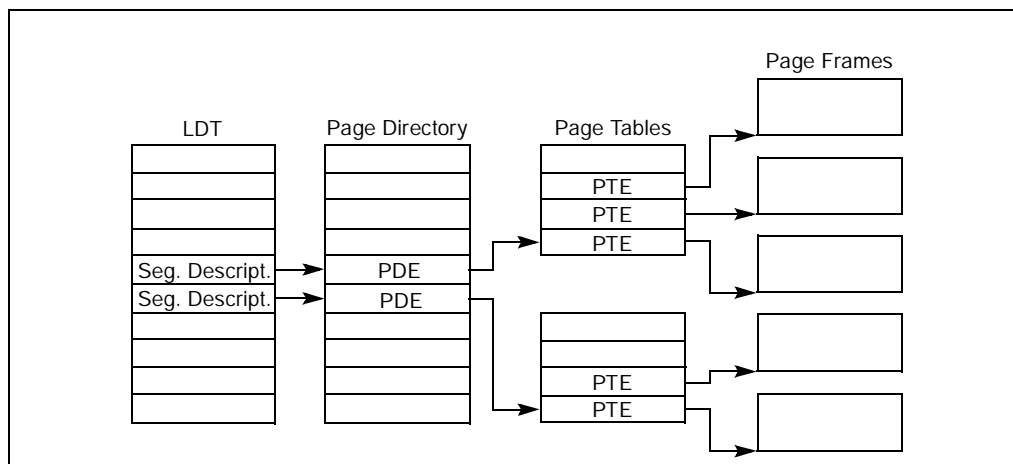 Page Frames
LDT
Page Directory
Page Tables
PTE
PTE
PTE
Seg. Descript.
PDE
Seg. Descript.
PDE
PTE
PTE